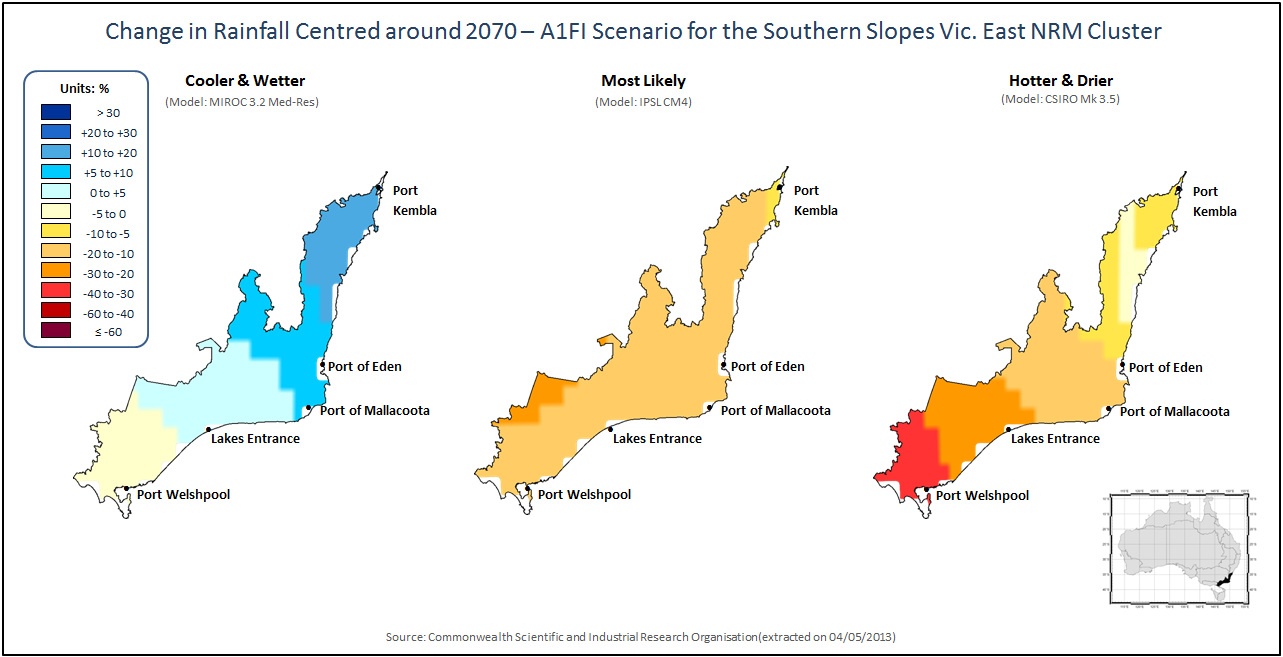 Change in Rainfall Centred around 2070 – A1FI Scenario for the Southern Slopes Vic. East NRM Cluster
Units: %
> 30
+20 to +30
+10 to +20
+5 to +10
0 to +5
-5 to 0
-10 to -5
-20 to -10
-30 to -20
-40 to -30
-60 to -40
≤ -60
Cooler & Wetter
(Model: MIROC 3.2 Med-Res)
Port
Kembla
Port of Eden
Port of Mallacoota
Lakes Entrance
Port Welshpool
Most Likely
(Model: IPSL CM4)
Port
Kembla
Port of Eden
Port of Mallacoota
Lakes Entrance
Port Welshpool
Hotter & Drier
(Model: CSIRO Mk 3.5)
Port
Kembla
Port of Eden
Port of Mallacoota
Lakes Entrance
Port Welshpool
Source: Commonwealth Scientific and Industrial Research Organisation(extracted on 04/05/2013)